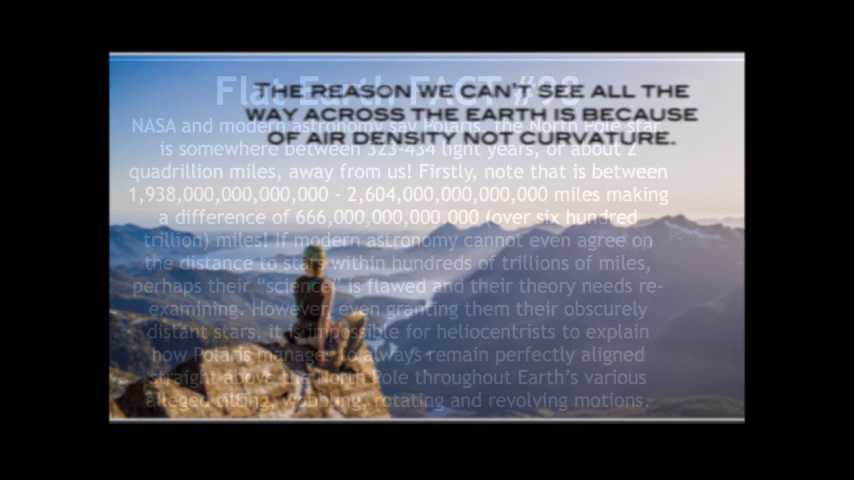 Flat Earth FACT #98
THE REASON WE CAN'T SEE ALL THE
WAY ACROSS THE EARTH IS BECAUSE
OF AIR DENSITY NOT CURVATURE.
NASA and modern astronomy say Polaris, the North Pole star,
is somewhere between 323-434 light years, or about 2
quadrillion miles, away from us! Firstly, note that is between
1,938,000,000,000,000 - 2,604,000,000,000,000 miles making
a difference of 666,000,000,000,000 (over six hundred
trillion) miles! If modern astronomy cannot even agree on
the distance to stars within hundreds of trillions of miles,
perhaps their "science" is flawed and their theory needs re-
examining. However, even granting them their obscurely
distant stars, it is impossible for heliocentrists to explain
how Polaris manages to always remain perfectly aligned
straight above the North Pole throughout Earth's various
alleged tilting, wobbling, rotating and revolving motions.